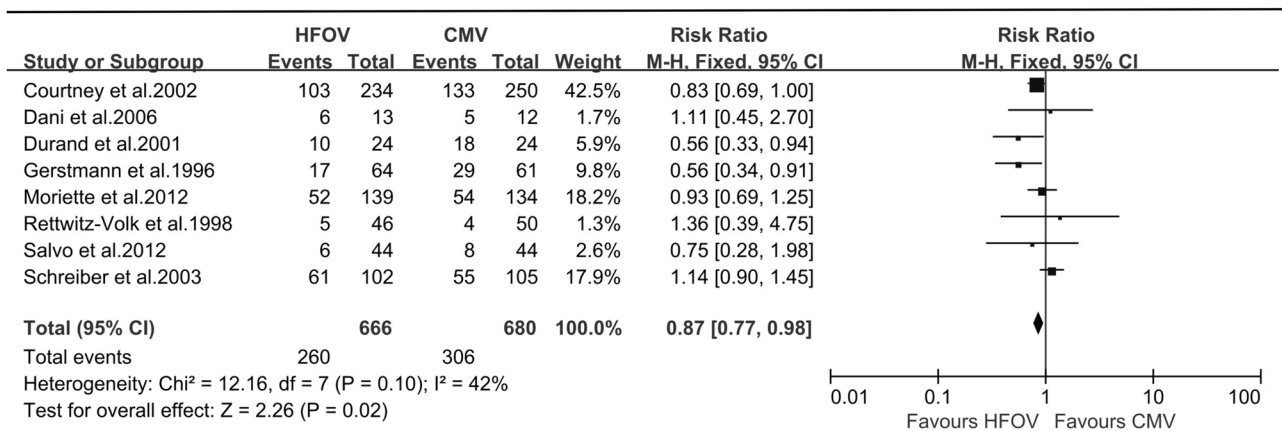 HFOV CMV Risk Ratio Risk Ratio
Study or Subgroup Events Total Events Total Weight M-H, Fixed, 95% CI M-H, Fixed, 95% CI
Courtney et al.2002 103 234 133 250 42.5% 0.83 [0.69, 1.00]
Dani et al.2006 6 13 5 12 1.7% 1.11 [0.45, 2.70]
Durand et al.2001 10 24 18 24 5.9% 0.56 [0.33, 0.94]
Gerstmann et al.1996 17 64 29 61 9.8% 0.56 [0.34, 0.91]
Moriette et al.2012 52 139 54 134 18.2% 0.93 [0.69, 1.25]
Rettwitz-Volk et al.1998 5 46 4 50 1.3% 1.36 [0.39, 4.75]
Salvo et al.2012 6 44 8 44 2.6% 0.75 [0.28, 1.98]
Schreiber et al.2003 61 102 55 105 17.9% 1.14 [0.90, 1.45]
Total (95% CI) 666 680 100.0% 0.87 [0.77, 0.98]
Total events 260 306
Heterogeneity: Chi² = 12.16, df = 7 (P = 0.10); I² = 42%
Test for overall effect: Z = 2.26 (P = 0.02)
0.01 0.1 1 10 100
Favours HFOV Favours CMV